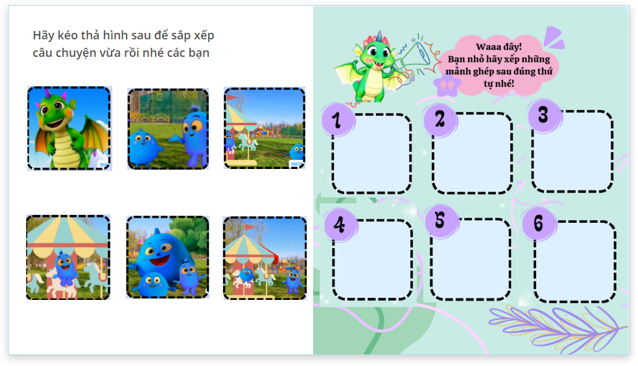 Hãy kéo thả hình sau để sắp xếp
câu chuyện vừa rồi nhé các bạn
Waaa đây!
Bạn nhỏ hãy xếp những
mảnh ghép sau đúng thứ
tự nhé!
1
2
3
4
5
6